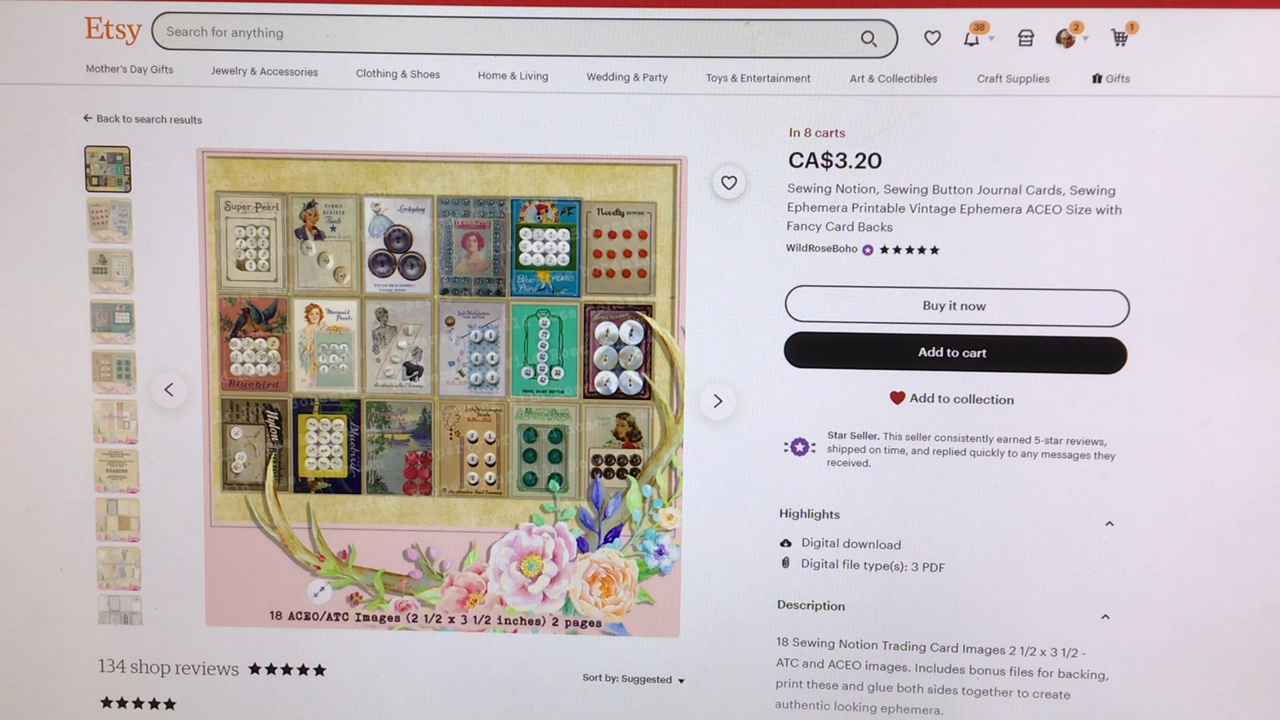 Etsy
Search for anything
38
2
1
Mother's Day Gifts
Jewelry & Accessories
Clothing & Shoes
Home & Living
Wedding & Party
Toys & Entertainment
Art & Collectibles
Craft Supplies
Gifts
Back to search results
In 8 carts
CA$3.20
Sewing Notion, Sewing Button Journal Cards, Sewing
Ephemera Printable Vintage Ephemera ACEO Size with
Fancy Card Backs
WildRoseBoho
Buy it now
Add to cart
Add to collection
Star Seller. This seller consistently earned 5-star reviews,
shipped on time, and replied quickly to any messages they
received.
Highlights
Digital download
Digital file type(s): 3 PDF
Description
18 Sewing Notion Trading Card Images 2 1/2 x 3 1/2 -
ATC and ACEO images. Includes bonus files for backing,
print these and glue both sides together to create
authentic looking ephemera.
Super Pearl
Luckyday
Novelty
Bluebird
Nylon
Bluebird
18 ACEO/ATC Images (2 1/2 x 3 1/2 inches) 2 pages
134 shop reviews
Sort by: Suggested